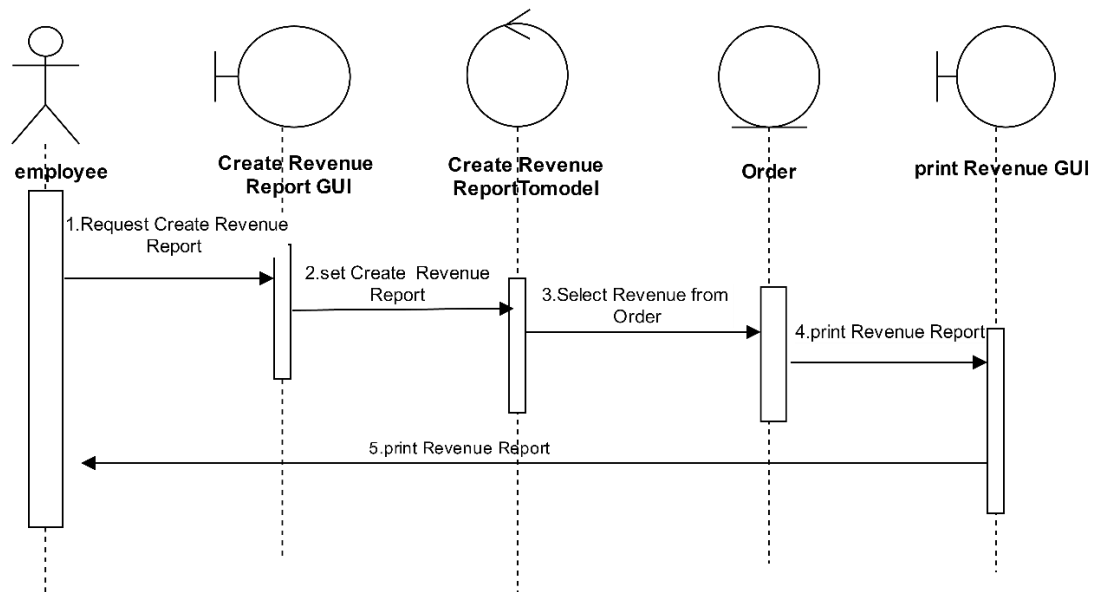 employee
Create Revenue
Report GUI
Create Revenue
ReportTomodel
Order
print Revenue GUI
1.Request Create Revenue
Report
2.set Create Revenue
Report
3.Select Revenue from
Order
4.print Revenue Report
5.print Revenue Report